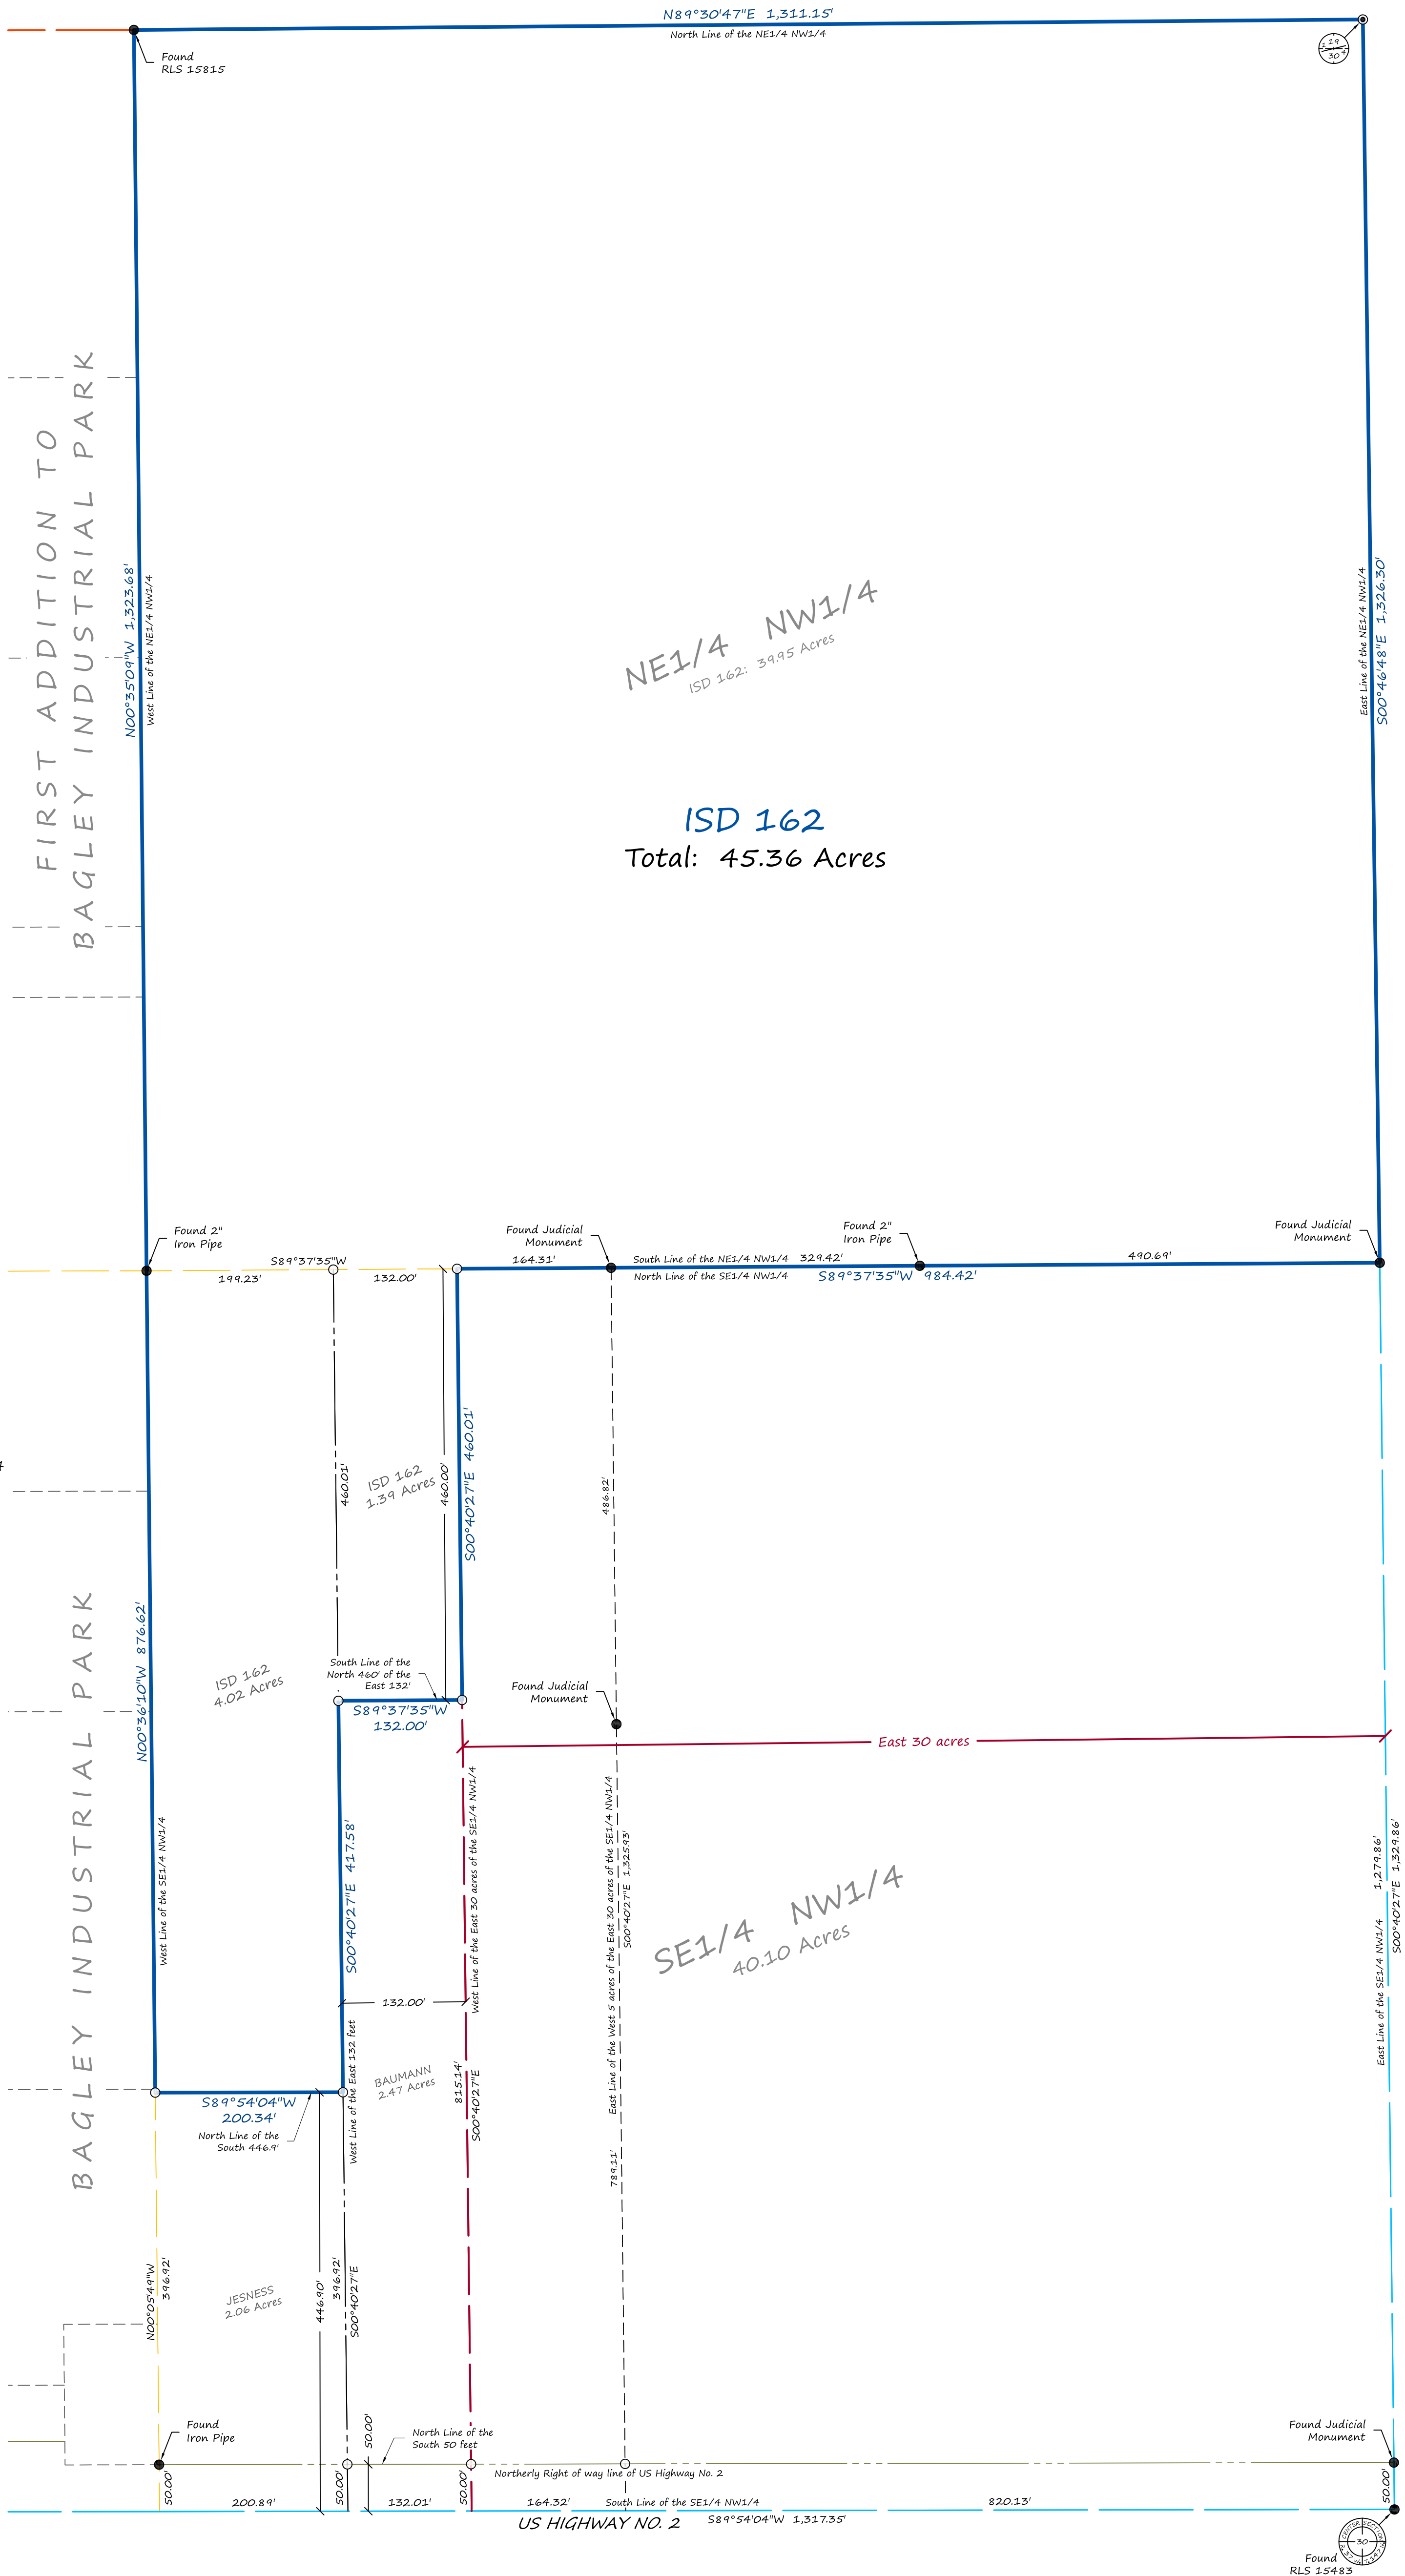 N89°30'47"E 1,311.15'
North Line of the NE1/4 NW1/4
Found
RLS 15815
19
30
FIRST ADDITION TO
BAGLEY INDUSTRIAL PARK
N00°35'09"W 1,323.68'
West Line of the NE1/4 NW1/4
East Line of the NE1/4 NW1/4
S00°46'48"E 1,326.30'
NE1/4 NW1/4
ISD 162: 39.95 Acres
ISD 162
Total: 45.36 Acres
Found 2"
Iron Pipe
S89°37'35"W
199.23'
132.00'
164.31'
Found Judicial
Monument
South Line of the NE1/4 NW1/4 329.42'
North Line of the SE1/4 NW1/4
S89°37'35"W 984.42'
Found 2"
Iron Pipe
490.69'
Found Judicial
Monument
460.01'
ISD 162
1.39 Acres
460.00'
S00°40'27"E 460.01'
486.82'
BAGLEY INDUSTRIAL PARK
N00°36'10"W 876.62'
West Line of the SE1/4 NW1/4
ISD 162
4.02 Acres
South Line of the
North 460' of the
East 132'
S89°37'35"W
132.00'
Found Judicial
Monument
East 30 acres
S00°40'27"E 417.58'
West Line of the East 30 acres of the SE1/4 NW1/4
East Line of the West 5 acres of the East 30 acres of the SE1/4 NW1/4
S00°40'27"E 1,325.93'
SE1/4 NW1/4
40.10 Acres
East Line of the SE1/4 NW1/4
1,279.86'
S00°40'27"E 1,329.86'
132.00'
West Line of the East 132 feet
BAUMANN
2.47 Acres
815.14'
S00°40'27"E
789.11'
S89°54'04"W
200.34'
North Line of the
South 446.9'
N00°05'49"W
396.92'
JESNESS
2.06 Acres
446.90'
396.92'
S00°40'27"E
Found
Iron Pipe
50.00'
North Line of the
South 50 feet
Found Judicial
Monument
Northerly Right of way line of US Highway No. 2
50.00'
50.00'
50.00'
50.00'
200.89'
132.01'
164.32'
South Line of the SE1/4 NW1/4
820.13'
US HIGHWAY NO. 2
S89°54'04"W 1,317.35'
CENTER SECTION
30
Found
RLS 15483